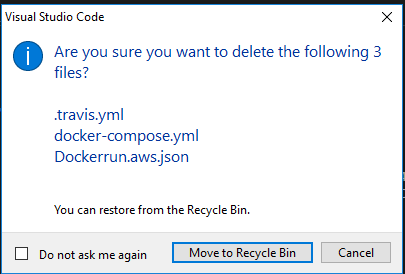 Visual Studio Code
Are you sure you want to delete the following 3
files?
.travis.yml
docker-compose.yml
Dockerrun.aws.json
You can restore from the Recycle Bin.
Do not ask me again
Move to Recycle Bin
Cancel